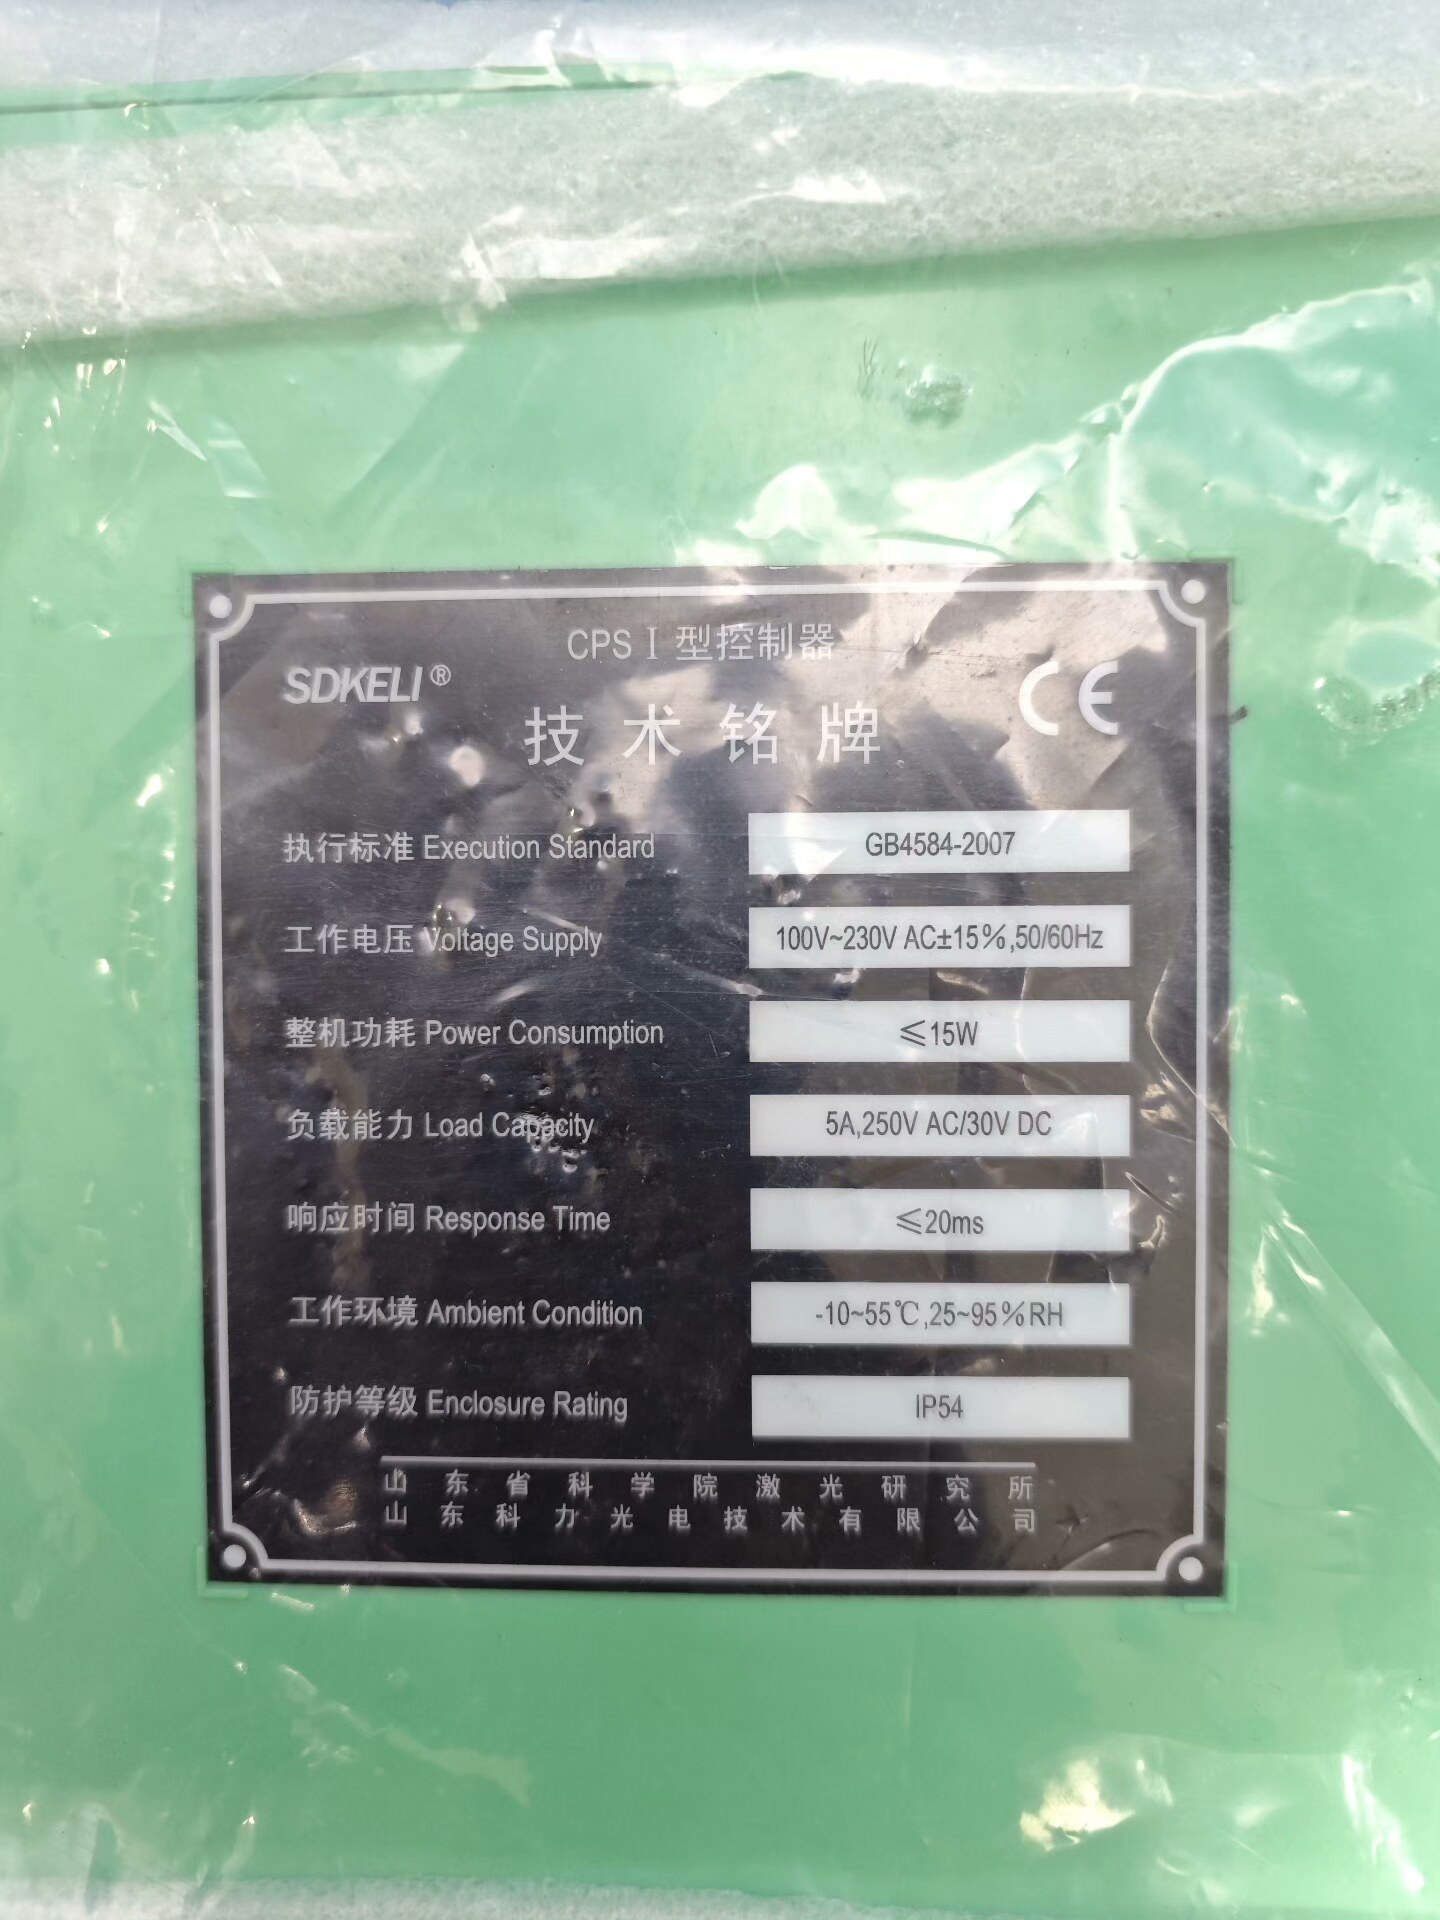 CPS Ⅰ 型控制器
SDKELI®
CE
技术铭牌
执行标准 Execution Standard GB4584-2007
工作电压 Voltage Supply 100V~230V AC±15%,50/60Hz
整机功耗 Power Consumption ≤15W
负载能力 Load Capacity 5A,250V AC/30V DC
响应时间 Response Time ≤20ms
工作环境 Ambient Condition -10~55℃,25~95%RH
防护等级 Enclosure Rating IP54
山东省科学院激光研究所
山东科力光电技术有限公司